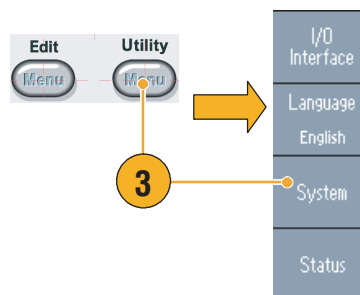 Edit
Utility
Menu
Menu
3
I/O
Interface
Language
English
System
Status